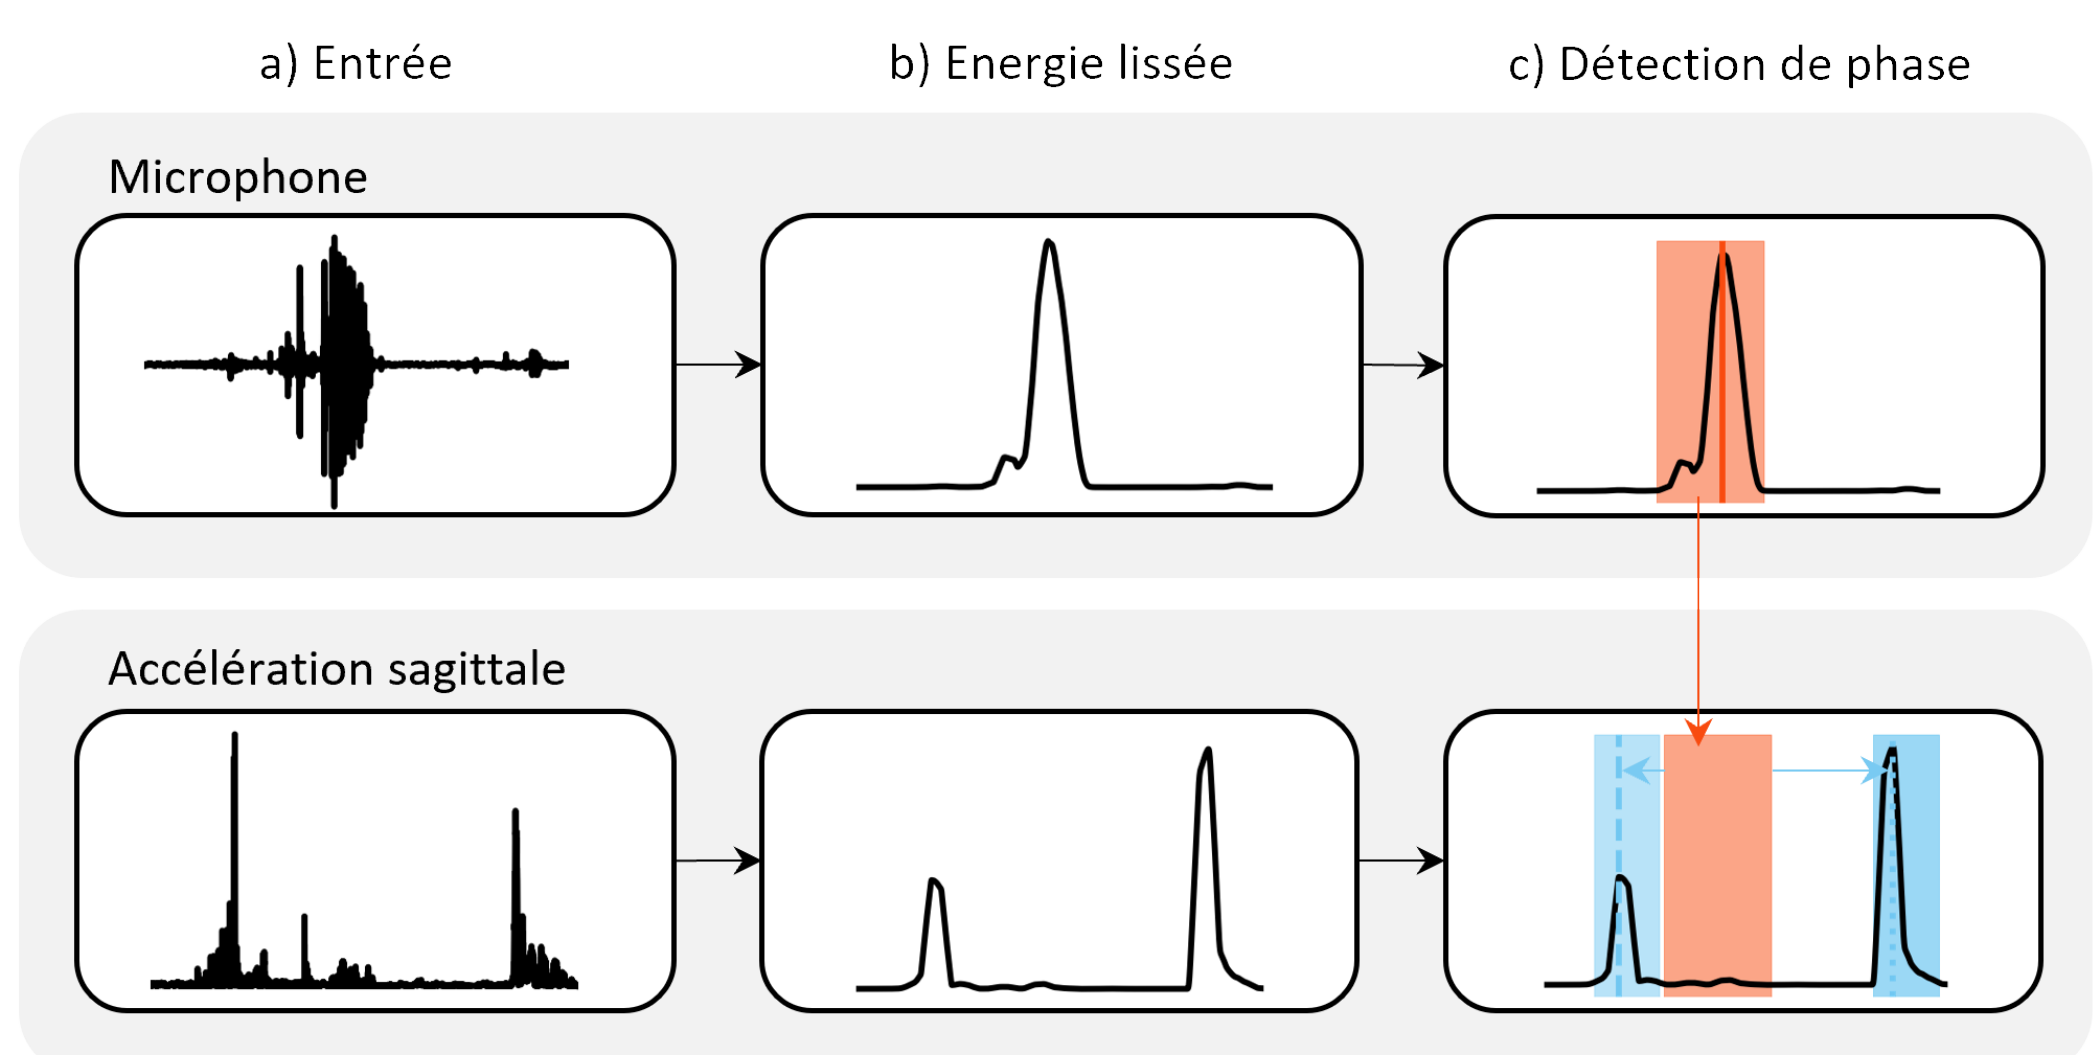 a) Entrée
b) Energie lissée
c) Détection de phase
Microphone
Accélération sagittale